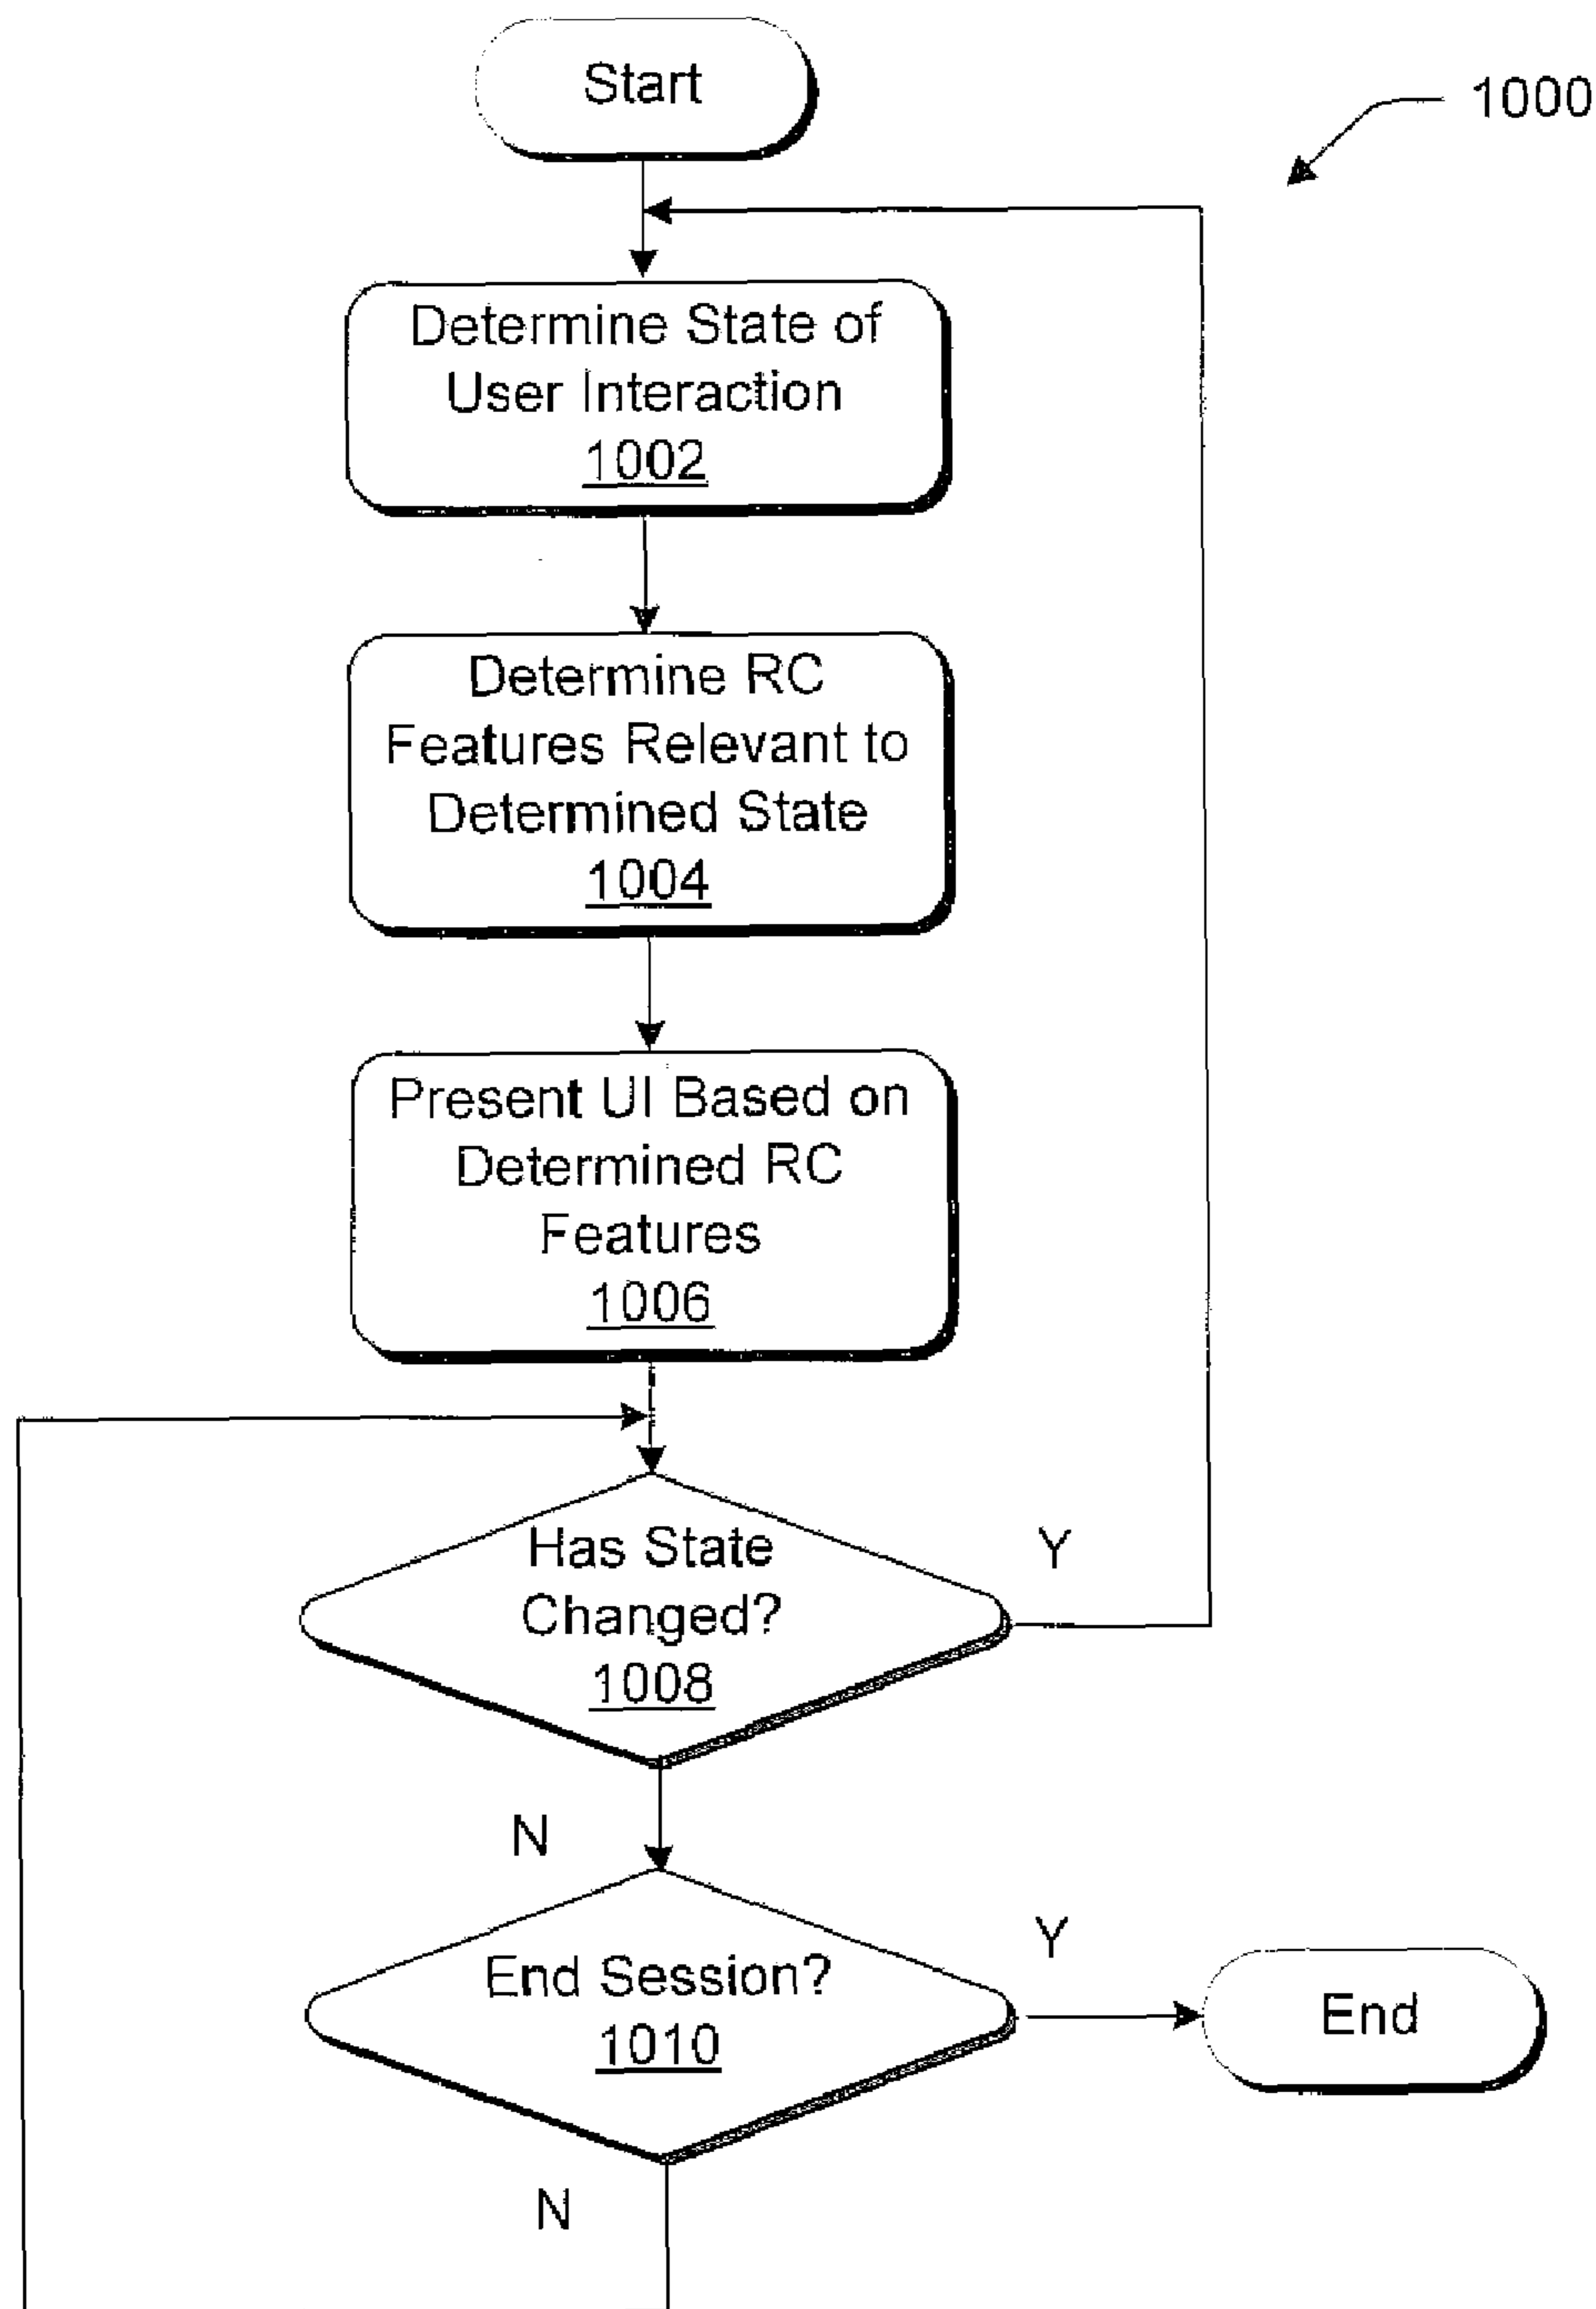 Start
1000
Determine State of
User Interaction
1002
Determine RC
Features Relevant to
Determined State
1004
Present UI Based on
Determined RC
Features
1006
Has State
Changed?
1008
Y
N
End Session?
1010
Y
End
N